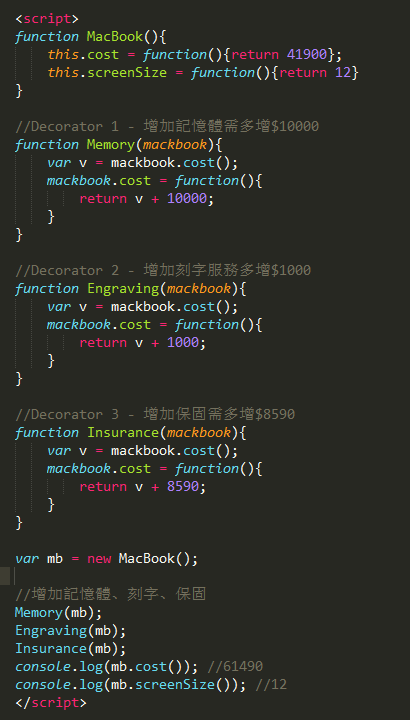 <script>
function MacBook(){
    this.cost = function(){return 41900};
    this.screenSize = function(){return 12}
}
//Decorator 1 - 增加記憶體需多增$10000
function Memory(mackbook){
    var v = mackbook.cost();
    mackbook.cost = function(){
        return v + 10000;
    }
}
//Decorator 2 - 增加刻字服務多增$1000
function Engraving(mackbook){
    var v = mackbook.cost();
    mackbook.cost = function(){
        return v + 1000;
    }
}
//Decorator 3 - 增加保固需多增$8590
function Insurance(mackbook){
    var v = mackbook.cost();
    mackbook.cost = function(){
        return v + 8590;
    }
}
var mb = new MacBook();
//增加記憶體、刻字、保固
Memory(mb);
Engraving(mb);
Insurance(mb);
console.log(mb.cost()); //61490
console.log(mb.screenSize()); //12
</script>